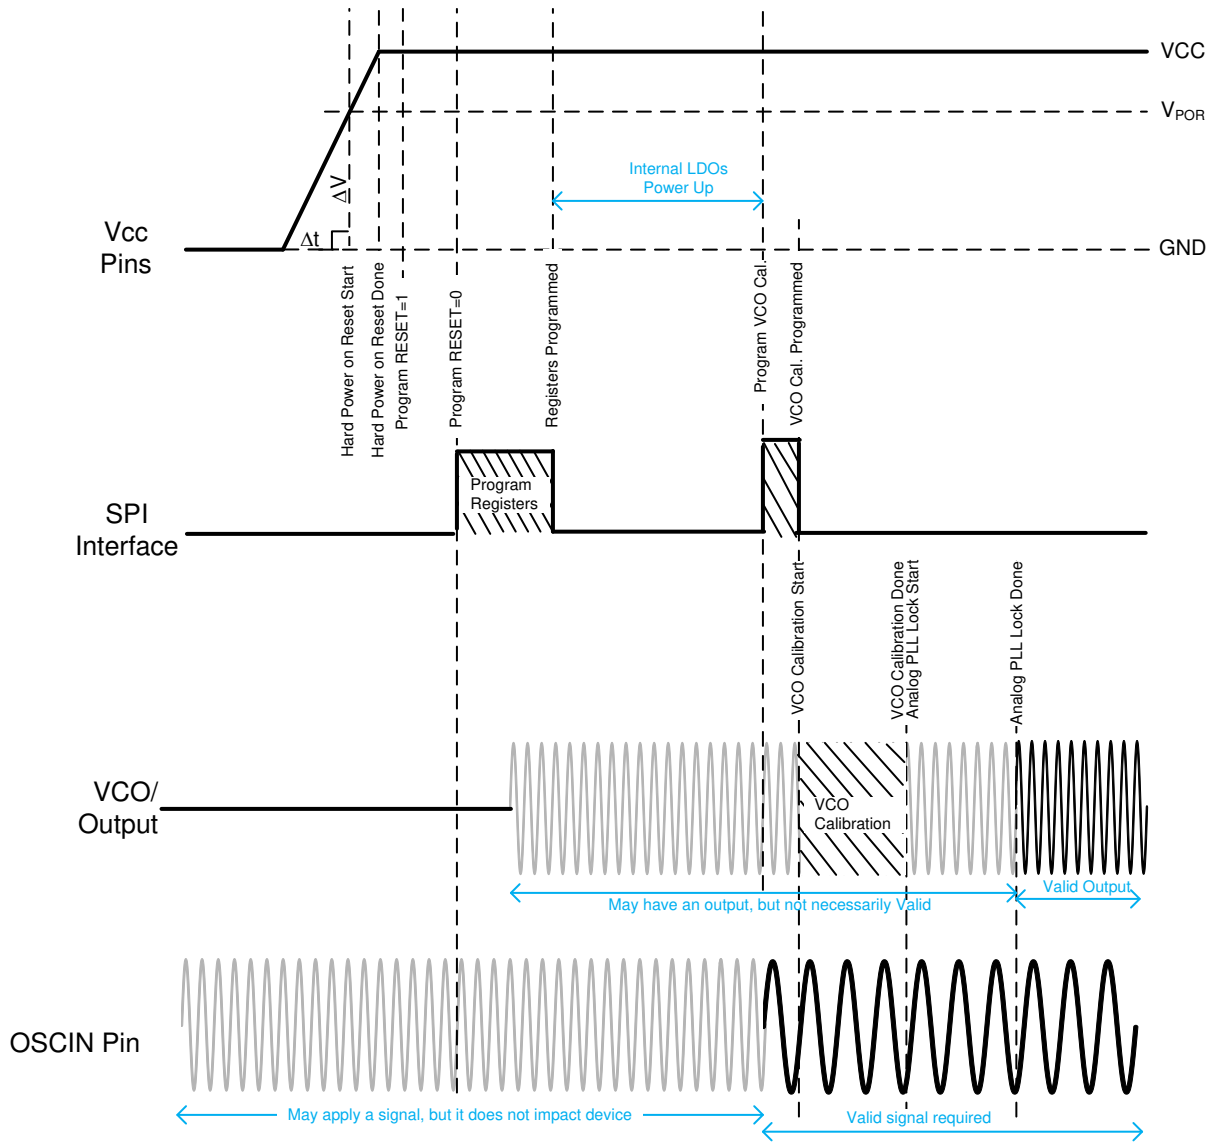 VCC
VPOR
Internal LDOs
Power Up
ΔV
Δt
Vcc
Pins
GND
Hard Power on Reset Start
Hard Power on Reset Done
Program RESET=1
Program RESET=0
Registers Programmed
Program VCO Cal.
VCO Cal. Programmed
Program
Registers
SPI
Interface
VCO Calibration Start
VCO Calibration Done
Analog PLL Lock Start
Analog PLL Lock Done
VCO/
Output
VCO
Calibration
May have an output, but not necessarily Valid
Valid Output
OSCIN Pin
May apply a signal, but it does not impact device
Valid signal required